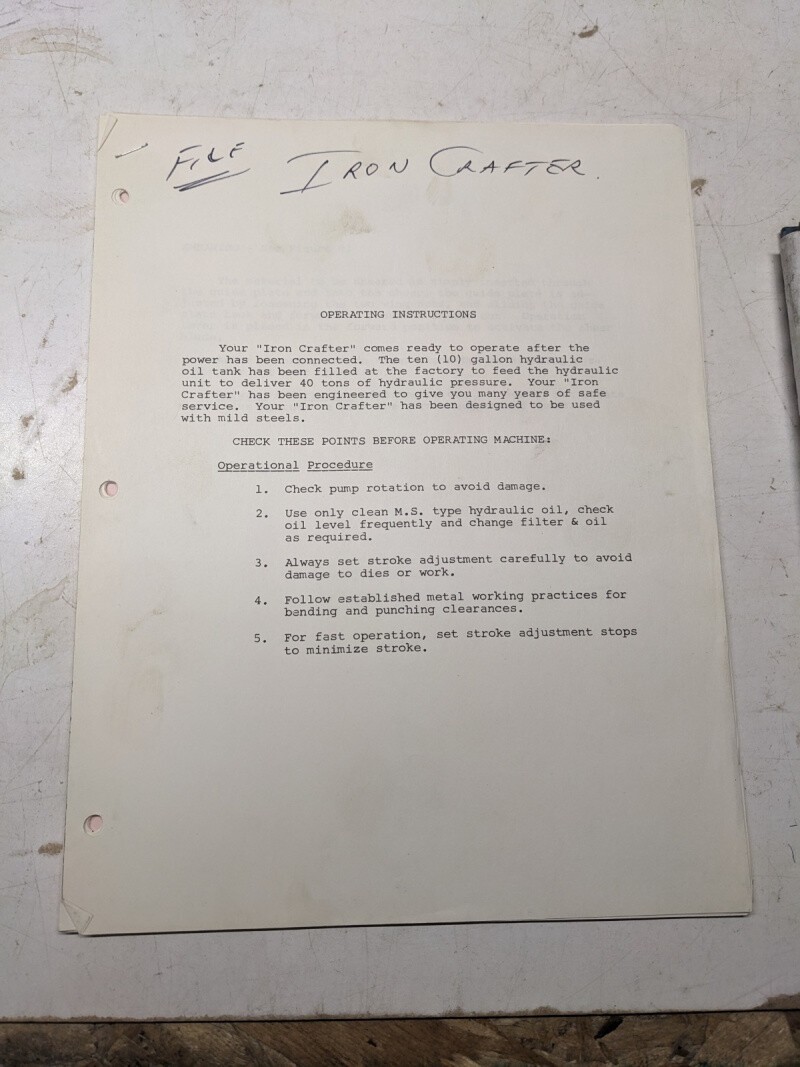 FILE IRON CRAFTER.
OPERATING INSTRUCTIONS
Your "Iron Crafter" comes ready to operate after the
power has been connected. The ten (10) gallon hydraulic
oil tank has been filled at the factory to feed the hydraulic
unit to deliver 40 tons of hydraulic pressure. Your "Iron
Crafter" has been engineered to give you many years of safe
service. Your "Iron Crafter" has been designed to be used
with mild steels.
CHECK THESE POINTS BEFORE OPERATING MACHINE:
Operational Procedure
1. Check pump rotation to avoid damage.
2. Use only clean M.S. type hydraulic oil, check
oil level frequently and change filter & oil
as required.
3. Always set stroke adjustment carefully to avoid
damage to dies or work.
4. Follow established metal working practices for
bending and punching clearances.
5. For fast operation, set stroke adjustment stops
to minimize stroke.